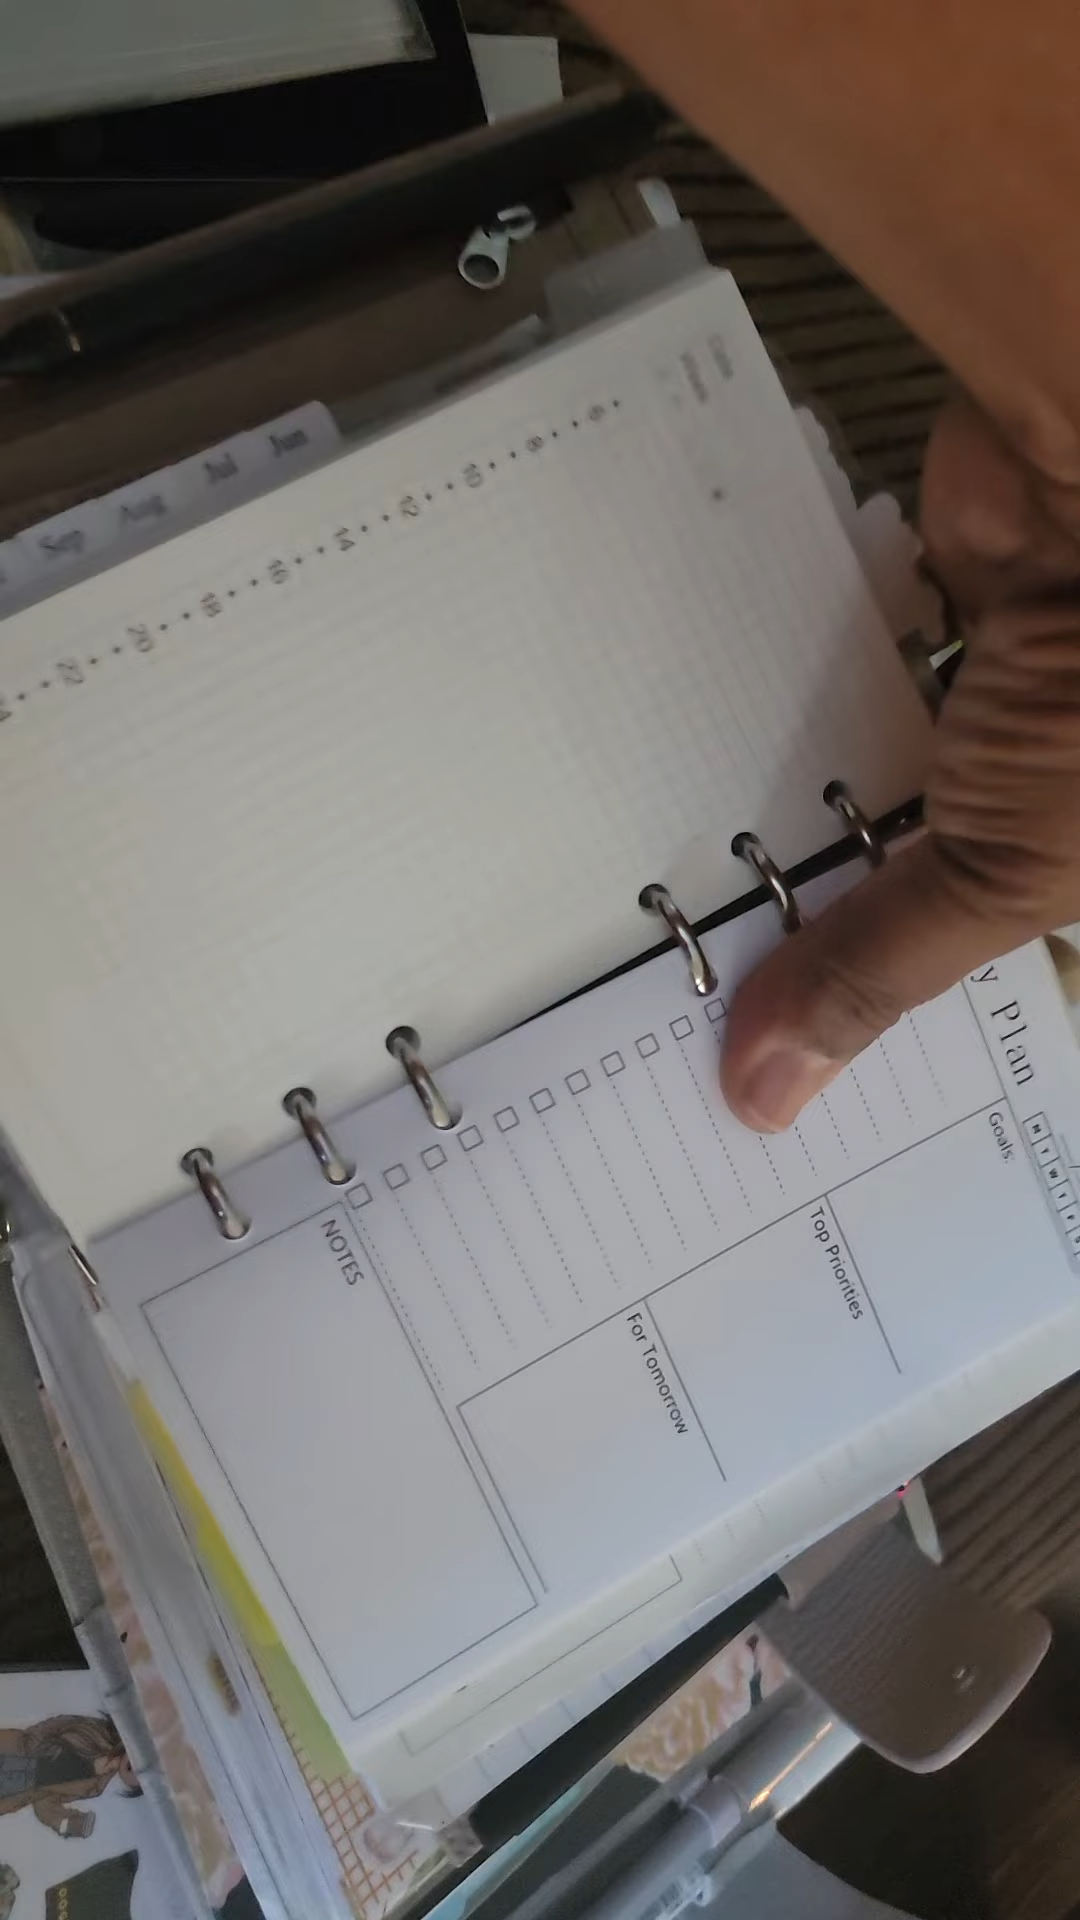 Jun
Jul
Aug
Sep
Date
6
8
10
12
14
16
18
20
22
y Plan
M T W T F S
Goals:
Top Priorities
For Tomorrow
NOTES